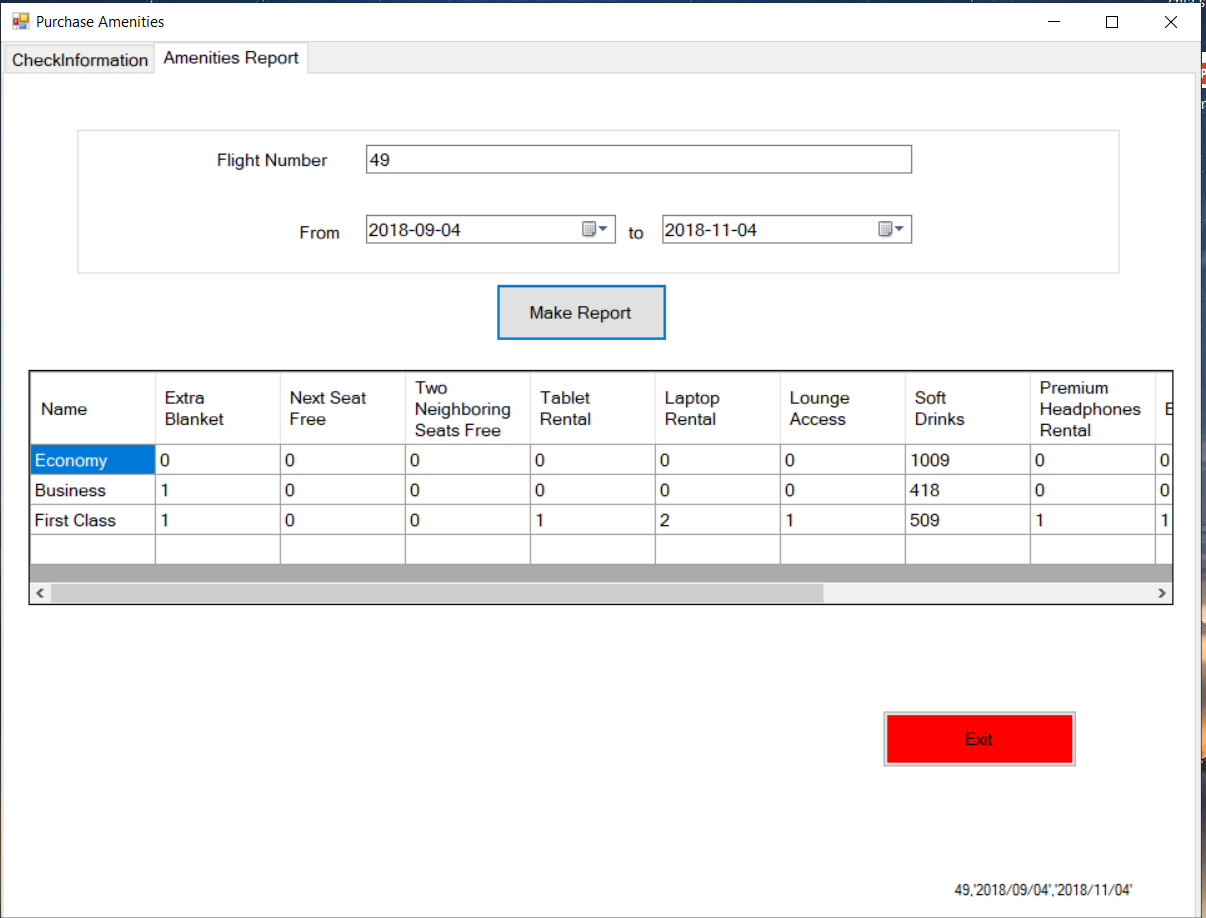 Purchase Amenities
CheckInformation Amenities Report
Flight Number 49
From 2018-09-04 to 2018-11-04
Make Report
Name Extra Blanket Next Seat Free Two Neighboring Seats Free Tablet Rental Laptop Rental Lounge Access Soft Drinks Premium Headphones Rental
Economy 0 0 0 0 0 0 1009 0 0
Business 1 0 0 0 0 0 418 0 0
First Class 1 0 0 1 2 1 509 1 1
Exit
49,'2018/09/04','2018/11/04'